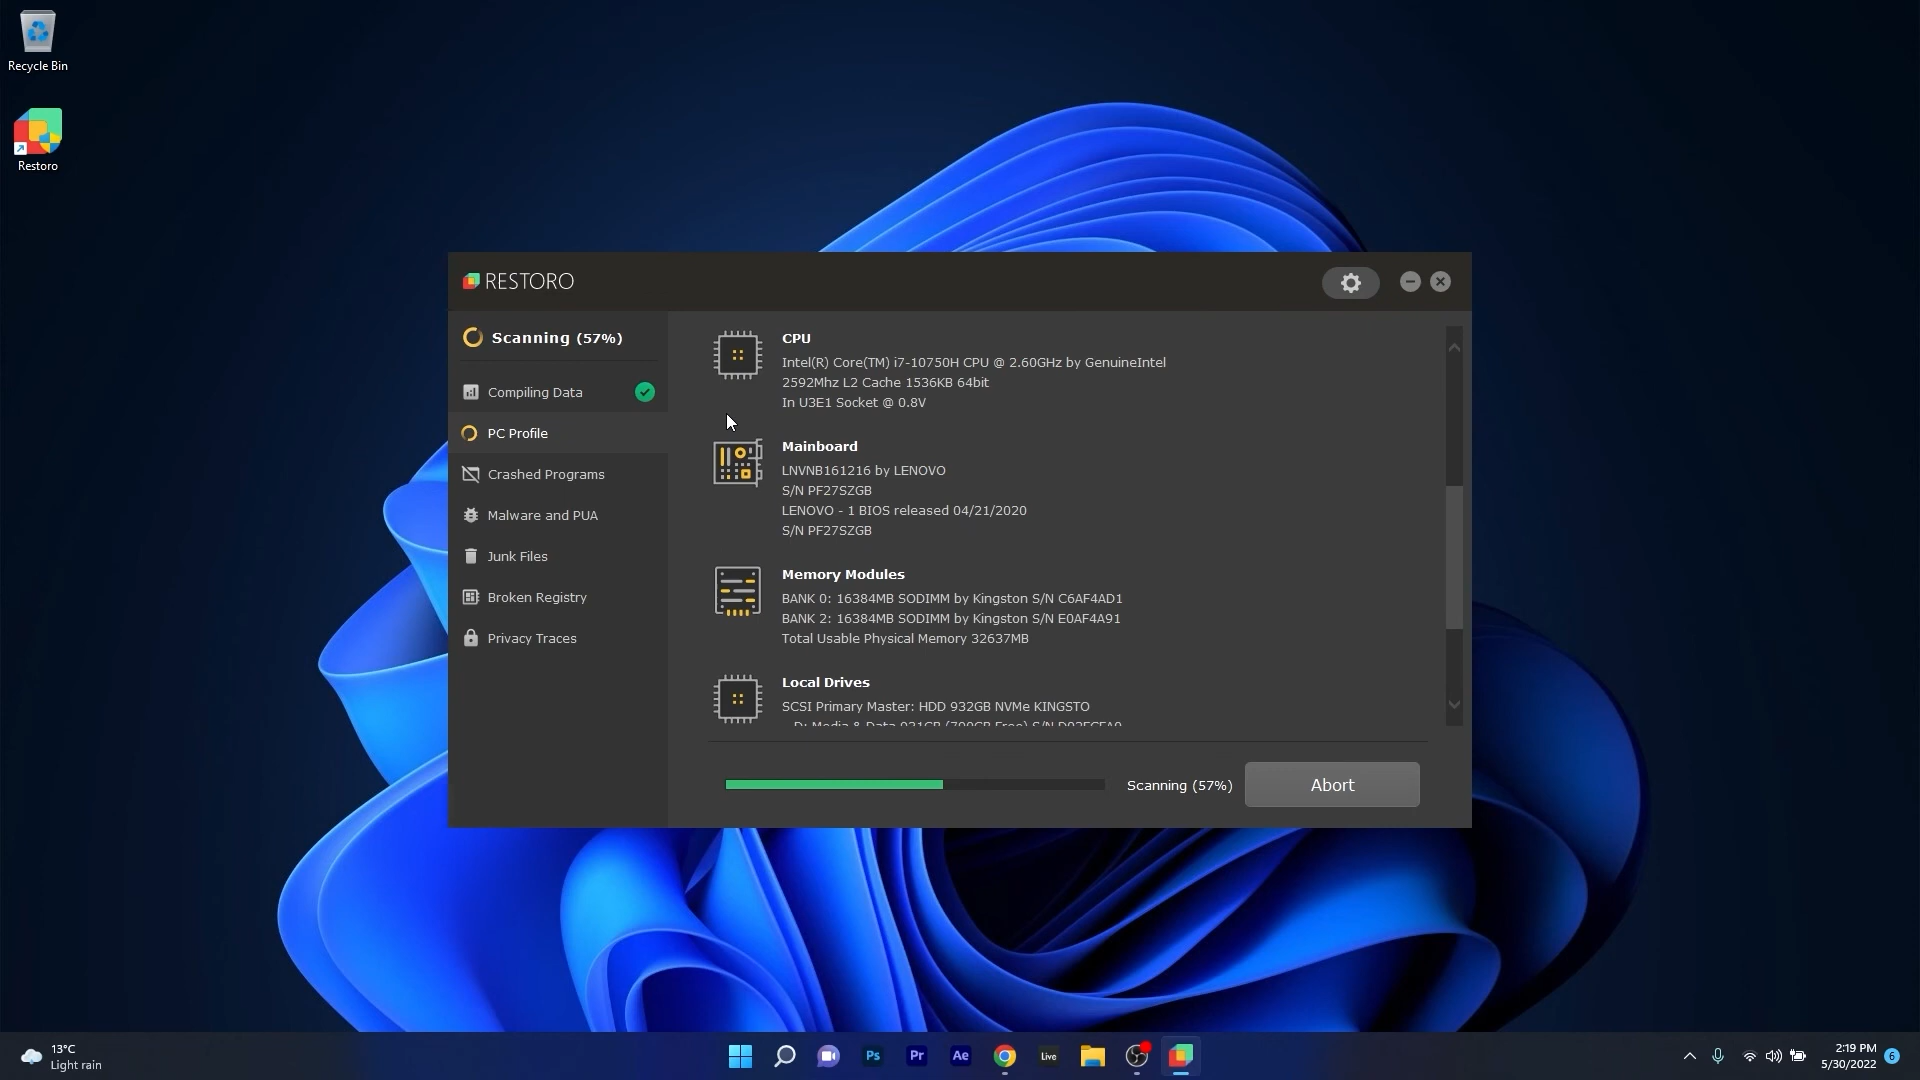 Recycle Bin
Restoro
RESTORO
Scanning (57%)
Compiling Data
PC Profile
Crashed Programs
Malware and PUA
Junk Files
Broken Registry
Privacy Traces
CPU
Intel(R) Core(TM) i7-10750H CPU @ 2.60GHz by GenuineIntel
2592Mhz L2 Cache 1536KB 64bit
In U3E1 Socket @ 0.8V
Mainboard
LNVNB161216 by LENOVO
S/N PF27SZGB
LENOVO - 1 BIOS released 04/21/2020
S/N PF27SZGB
Memory Modules
BANK 0: 16384MB SODIMM by Kingston S/N C6AF4AD1
BANK 2: 16384MB SODIMM by Kingston S/N E0AF4A91
Total Usable Physical Memory 32637MB
Local Drives
SCSI Primary Master: HDD 932GB NVMe KINGSTO
D: Media & Data 931GB
Scanning (57%)
Abort
13°C
Light rain
Ps
Pr
Ae
Live
2:19 PM
5/30/2022
6